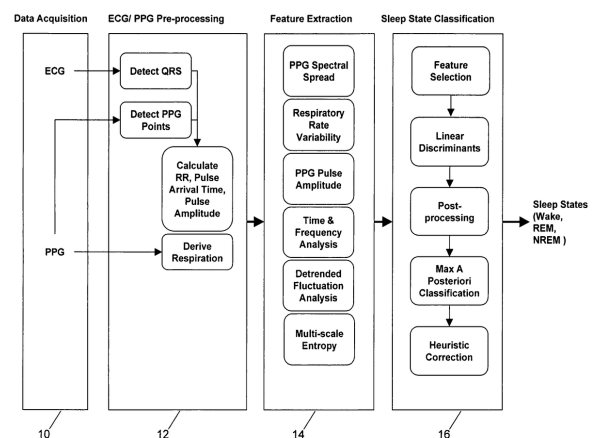 Data Acquisition
ECG/ PPG Pre-processing
Feature Extraction
Sleep State Classification
ECG
PPG
Detect QRS
Detect PPG
Points
Calculate
RR, Pulse
Arrival Time,
Pulse
Amplitude
Derive
Respiration
PPG Spectral
Spread
Respiratory
Rate
Variability
PPG Pulse
Amplitude
Time &
Frequency
Analysis
Detrended
Fluctuation
Analysis
Multi-scale
Entropy
Feature
Selection
Linear
Discriminants
Post-
processing
Max A
Posteriori
Classification
Heuristic
Correction
Sleep States
(Wake,
REM,
NREM )
10
12
14
16